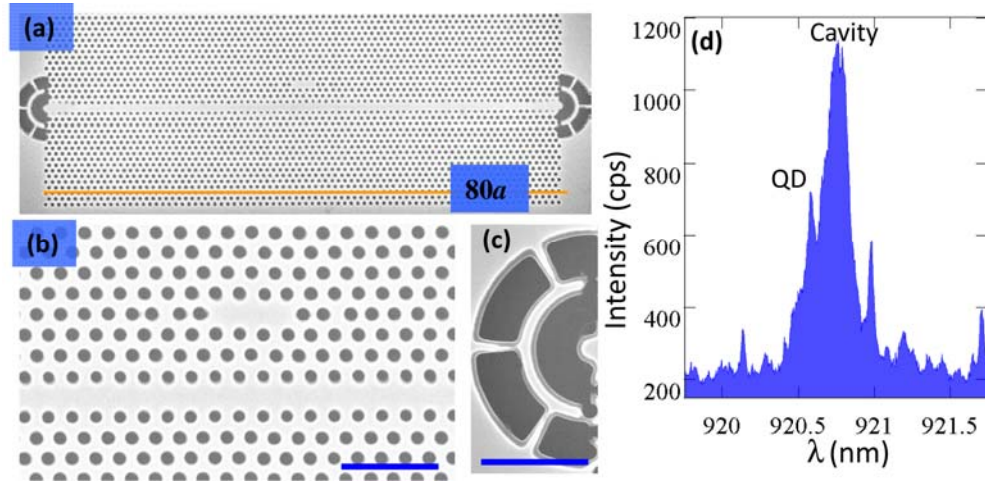 (a)
80a
(b)
(c)
(d)
Cavity
QD
Intensity (cps)
1200
1000
800
600
400
200
920
920.5
921
921.5
λ (nm)